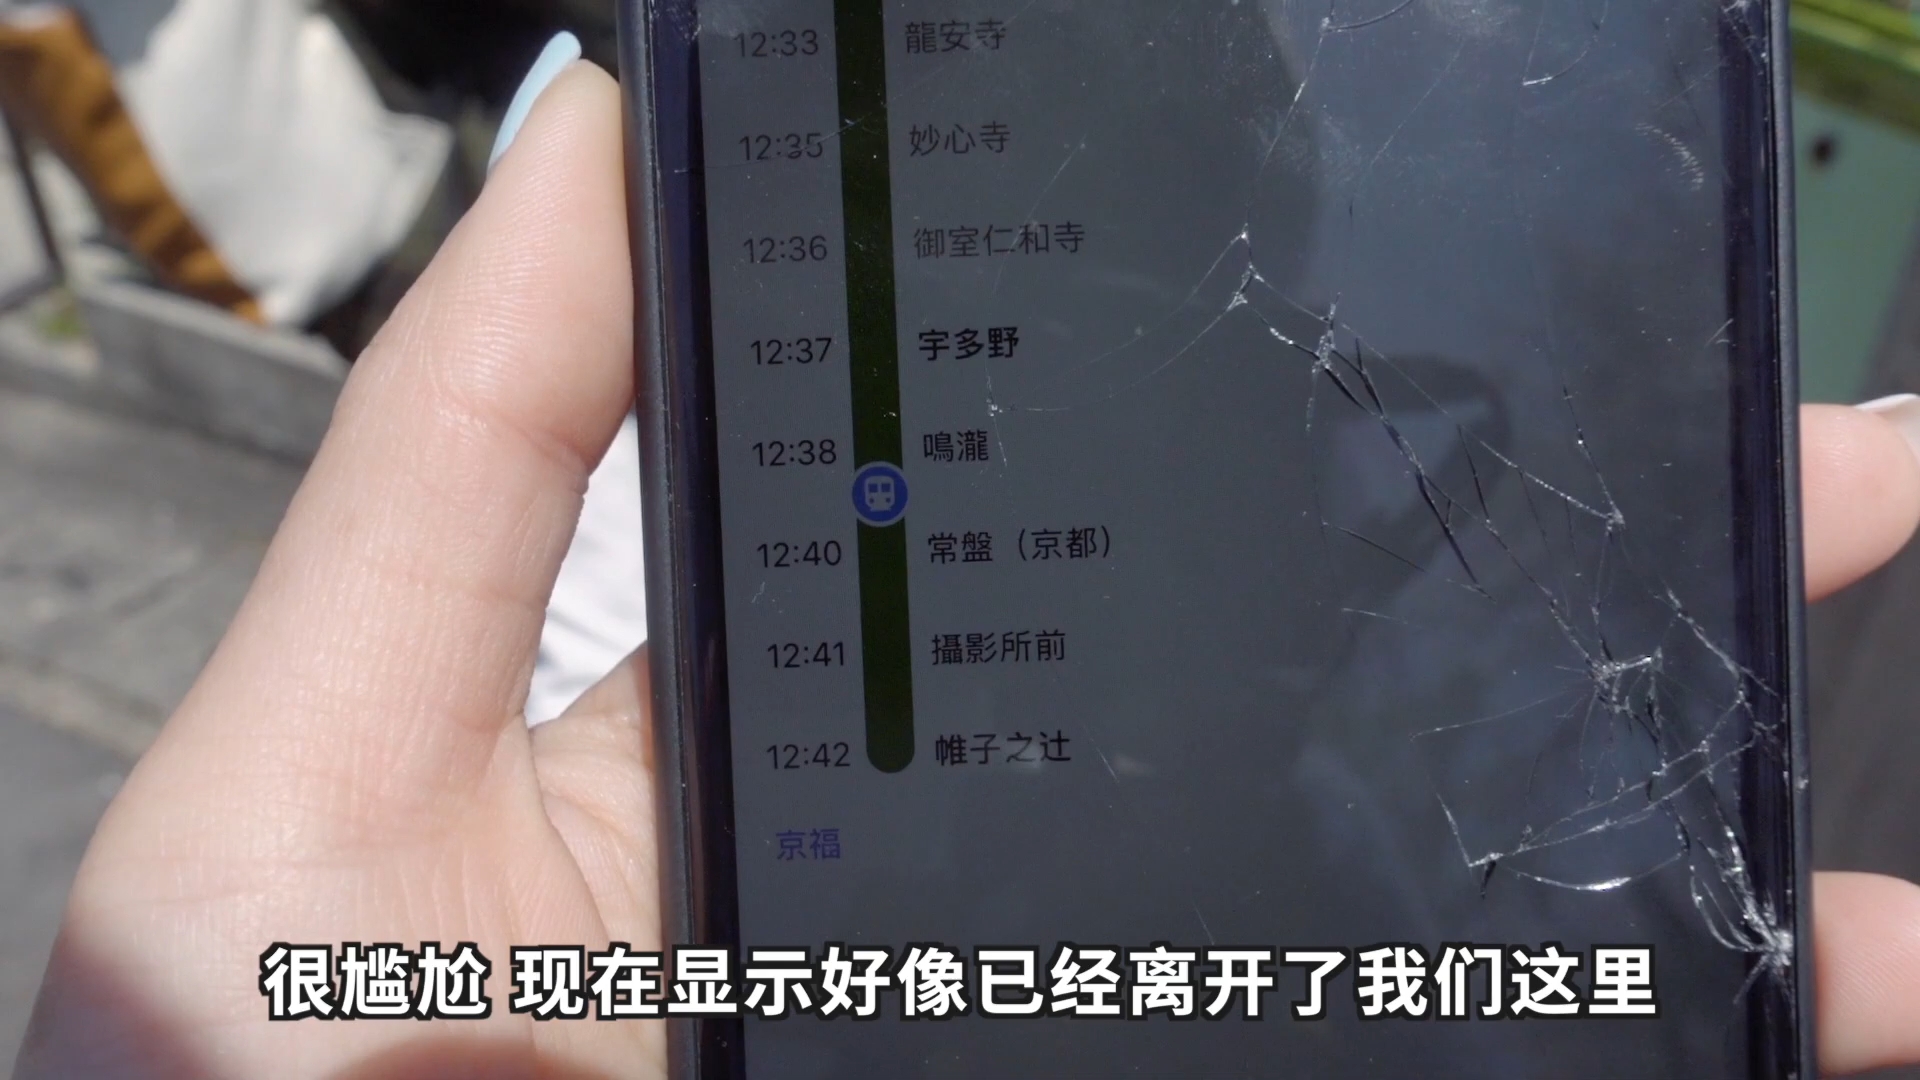 12:33 龍安寺
12:35 妙心寺
12:36 御室仁和寺
12:37 宇多野
12:38 鳴瀧
12:40 常盤（京都）
12:41 攝影所前
12:42 帷子之辻
京福
很尴尬 现在显示好像已经离开了我们这里